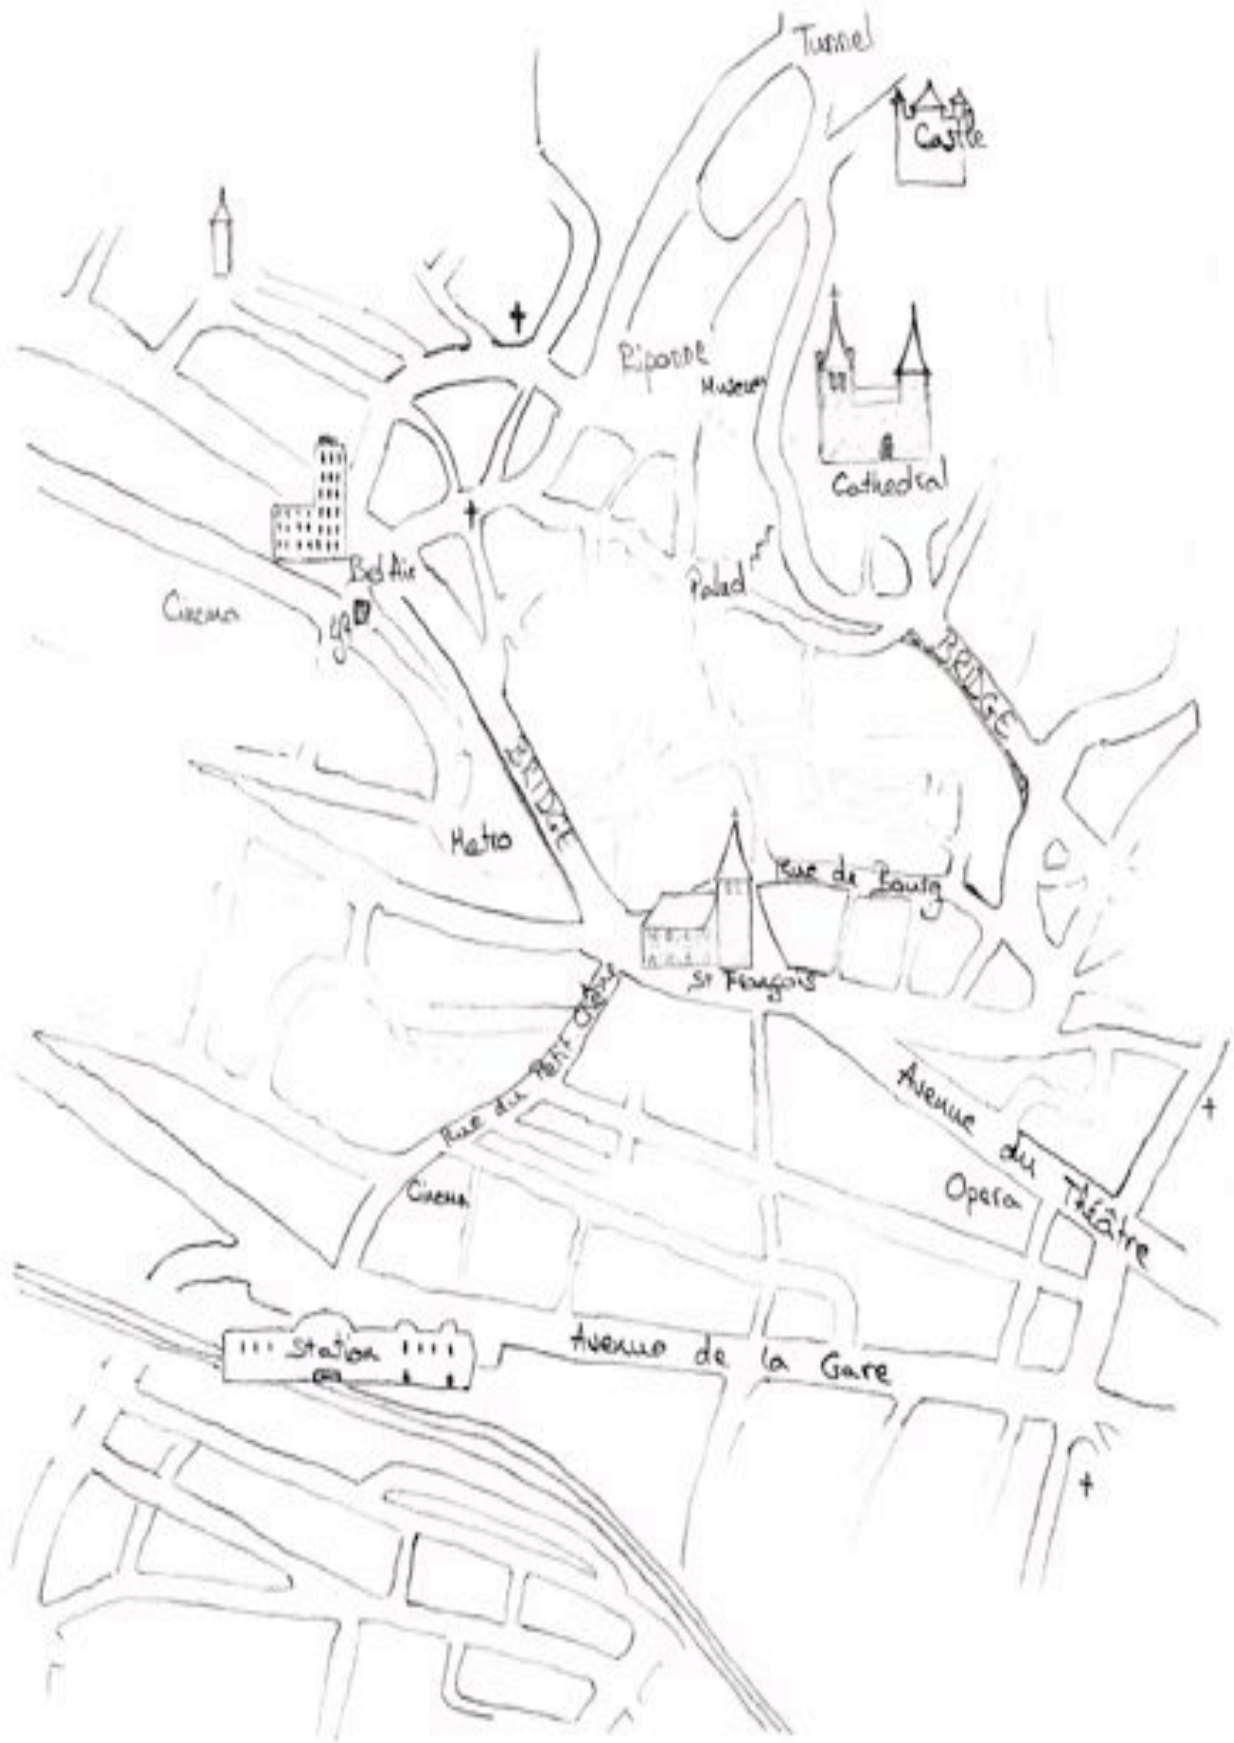 Tunnel
Castle
Riponne
Museum
Cathedral
Bel Air
Cinema
Palud
BRIDGE
BRIDGE
Metro
Rue de Bourg
St François
Rue du Petit Chêne
Avenue du Théâtre
Opera
Cinema
Station
Avenue de la Gare